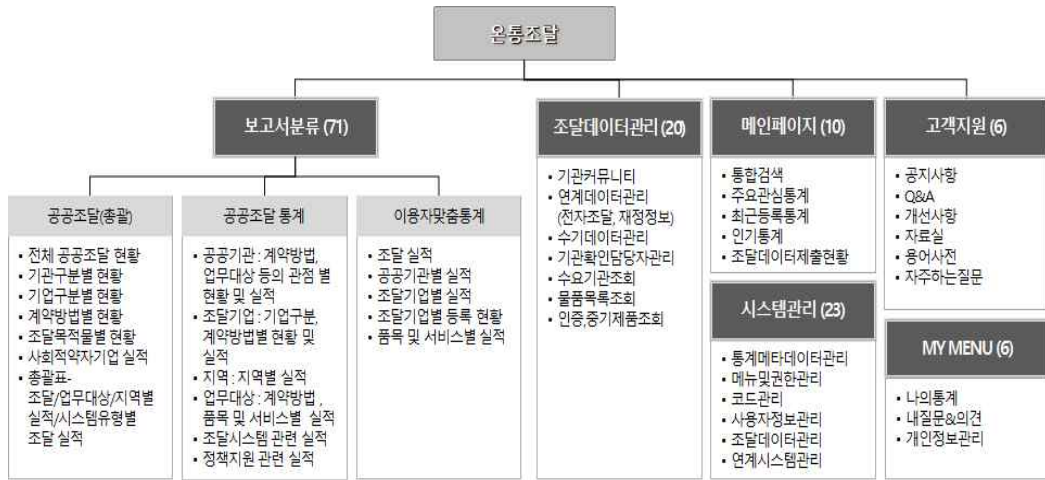 온통조달
보고서분류 (71)
공공조달(총괄)
▪ 전체 공공조달 현황
▪ 기관구분별 현황
▪ 기업구분별 현황
▪ 계약방법별 현황
▪ 조달목적물별 현황
▪ 사회적약자기업 실적
▪ 총괄표-
조달/업무대상/지역별
실적/시스템유형별
조달 실적
공공조달 통계
▪ 공공기관 : 계약방법,
업무대상 등의 관점 별
현황 및 실적
▪ 조달기업 : 기업구분,
계약방법별 현황 및
실적
▪ 지역 : 지역별 실적
▪ 업무대상 : 계약방법 ,
품목 및 서비스별 실적
▪ 조달시스템 관련 실적
▪ 정책지원 관련 실적
이용자맞춤통계
▪ 조달 실적
▪ 공공기관별 실적
▪ 조달기업별 실적
▪ 조달기업별 등록 현황
▪ 품목 및 서비스별 실적
조달데이터관리 (20)
▪ 기관커뮤니티
▪ 연계데이터관리
(전자조달, 재정정보)
▪ 수기데이터관리
▪ 기관확인담당자관리
▪ 수요기관조회
▪ 물품목록조회
▪ 인증,중기제품조회
메인페이지 (10)
▪ 통합검색
▪ 주요관심통계
▪ 최근등록통계
▪ 인기통계
▪ 조달데이터제출현황
시스템관리 (23)
▪ 통계메타데이터관리
▪ 메뉴및권한관리
▪ 코드관리
▪ 사용자정보관리
▪ 조달데이터관리
▪ 연계시스템관리
고객지원 (6)
▪ 공지사항
▪ Q&A
▪ 개선사항
▪ 자료실
▪ 용어사전
▪ 자주하는질문
MY MENU (6)
▪ 나의통계
▪ 내질문&의견
▪ 개인정보관리